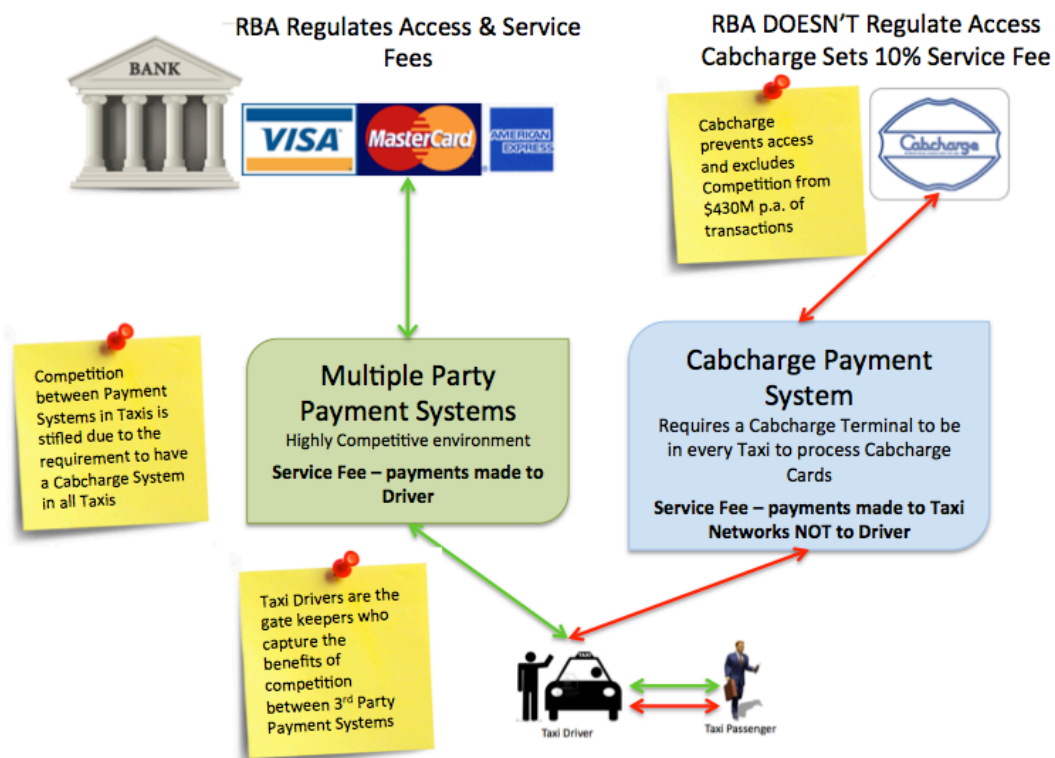 RBA Regulates Access & Service
Fees
RBA DOESN'T Regulate Access
Cabcharge Sets 10% Service Fee
BANK
VISA
MasterCard
AMERICAN
EXPRESS
Cabcharge
prevents access
and excludes
Competition from
$430M p.a. of
transactions
Cabcharge
Competition
between Payment
Systems in Taxis is
stifled due to the
requirement to have
a Cabcharge System
in all Taxis
Multiple Party
Payment Systems
Highly Competitive environment
Service Fee – payments made to
Driver
Cabcharge Payment
System
Requires a Cabcharge Terminal to be
in every Taxi to process Cabcharge
Cards
Service Fee – payments made to Taxi
Networks NOT to Driver
Taxi Drivers are the
gate keepers who
capture the
benefits of
competition
between 3rd Party
Payment Systems
TAXI
Taxi Driver
Taxi Passenger